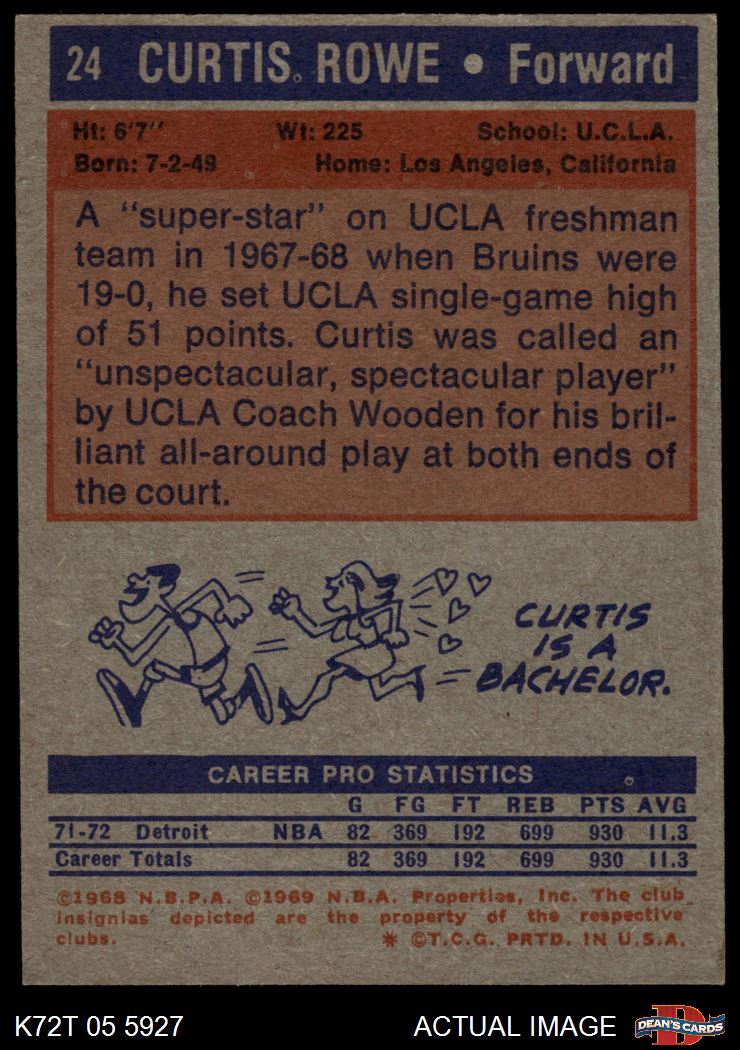 24 CURTIS ROWE • Forward
Ht: 6'7" Wt: 225 School: U.C.L.A.
Born: 7-2-49 Home: Los Angeles, California
A "super-star" on UCLA freshman
team in 1967-68 when Bruins were
19-0, he set UCLA single-game high
of 51 points. Curtis was called an
"unspectacular, spectacular player"
by UCLA Coach Wooden for his bril-
liant all-around play at both ends of
the court.
CURTIS
IS A
BACHELOR.
CAREER PRO STATISTICS
G FG FT REB PTS AVG
71-72 Detroit NBA 82 369 192 699 930 11.3
Career Totals 82 369 192 699 930 11.3
©1968 N.B.P.A. ©1969 N.B.A. Properties, Inc. The club
insignias depicted are the property of the respective
clubs. * ©T.C.G. PRTD. IN U.S.A.
K72T 05 5927 ACTUAL IMAGE D DEAN'S CARDS